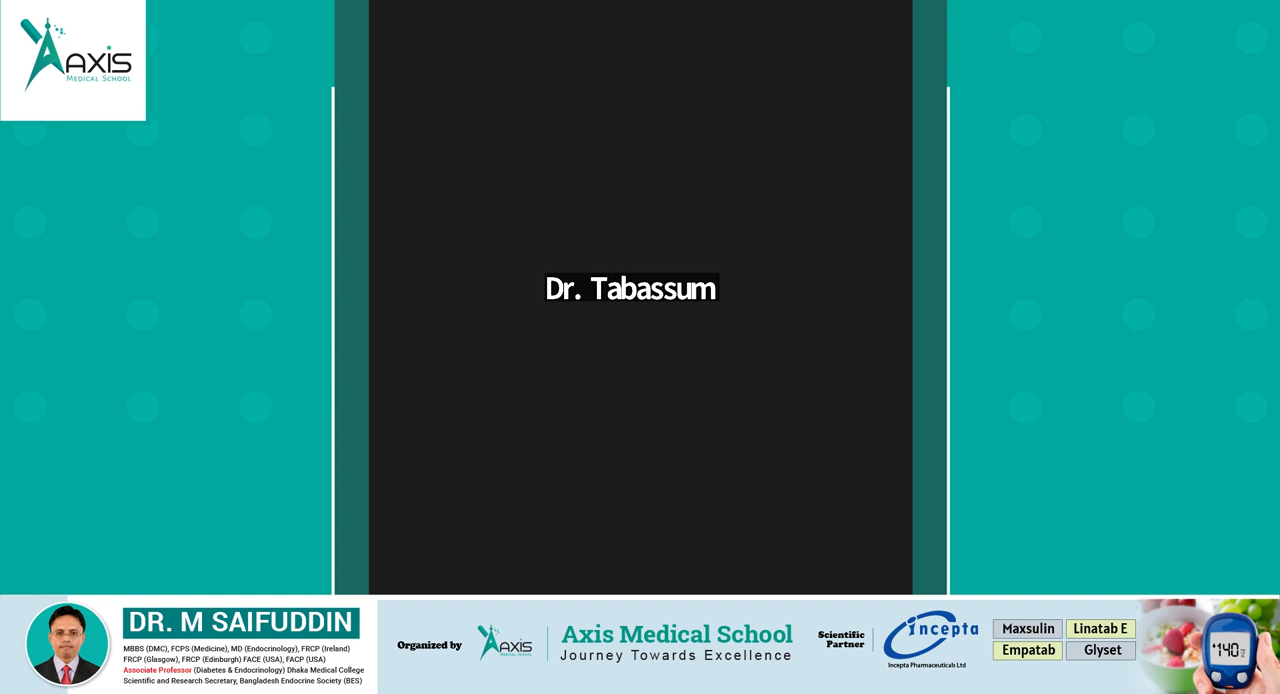 AXIS
MEDICAL SCHOOL
Dr. Tabassum
DR. M SAIFUDDIN
MBBS (DMC), FCPS (Medicine), MD (Endocrinology), FRCP (Ireland)
FRCP (Glasgow), FRCP (Edinburgh) FACE (USA), FACP (USA)
Associate Professor (Diabetes & Endocrinology) Dhaka Medical College
Scientific and Research Secretary, Bangladesh Endocrine Society (BES)
Organized by
AXIS
MEDICAL SCHOOL
Axis Medical School
Journey Towards Excellence
Scientific
Partner
incepta
Incepta Pharmaceuticals Ltd
Maxsulin
Linatab E
Empatab
Glyset
140